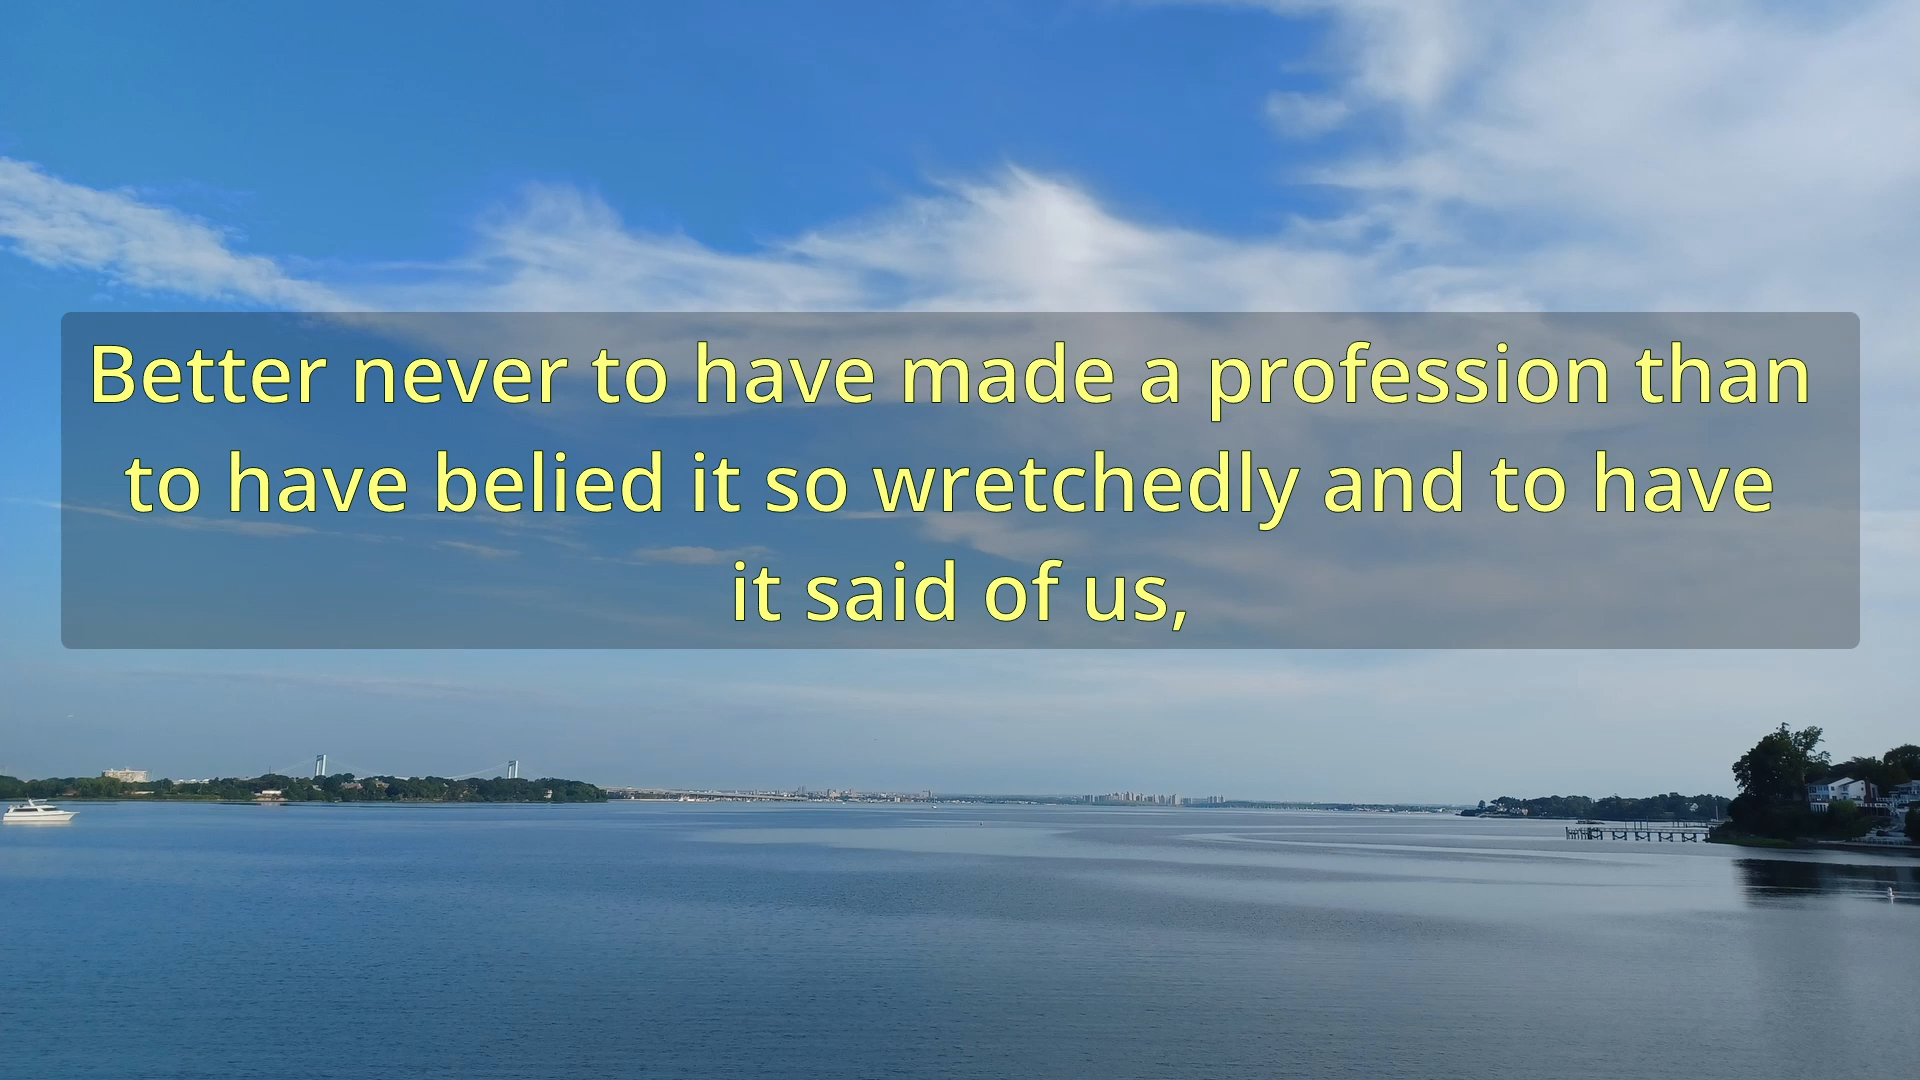 Better never to have made a profession than
to have belied it so wretchedly and to have
it said of us,